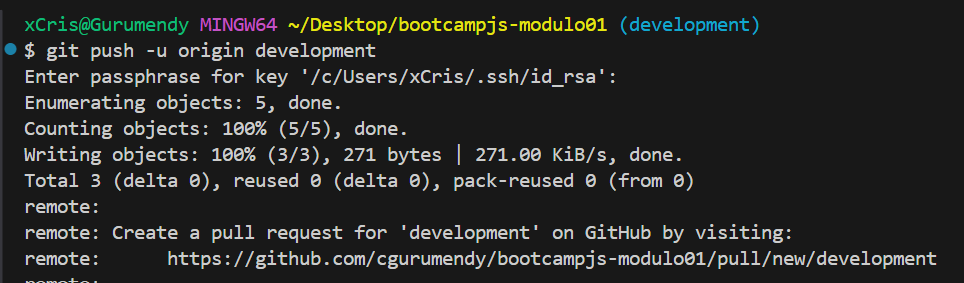 xCris@Gurumendy MINGW64 ~/Desktop/bootcampjs-modulo01 (development)
$ git push -u origin development
Enter passphrase for key '/c/Users/xCris/.ssh/id_rsa':
Enumerating objects: 5, done.
Counting objects: 100% (5/5), done.
Writing objects: 100% (3/3), 271 bytes | 271.00 KiB/s, done.
Total 3 (delta 0), reused 0 (delta 0), pack-reused 0 (from 0)
remote:
remote: Create a pull request for 'development' on GitHub by visiting:
remote:      https://github.com/cgurumendy/bootcampjs-modulo01/pull/new/development
remote: